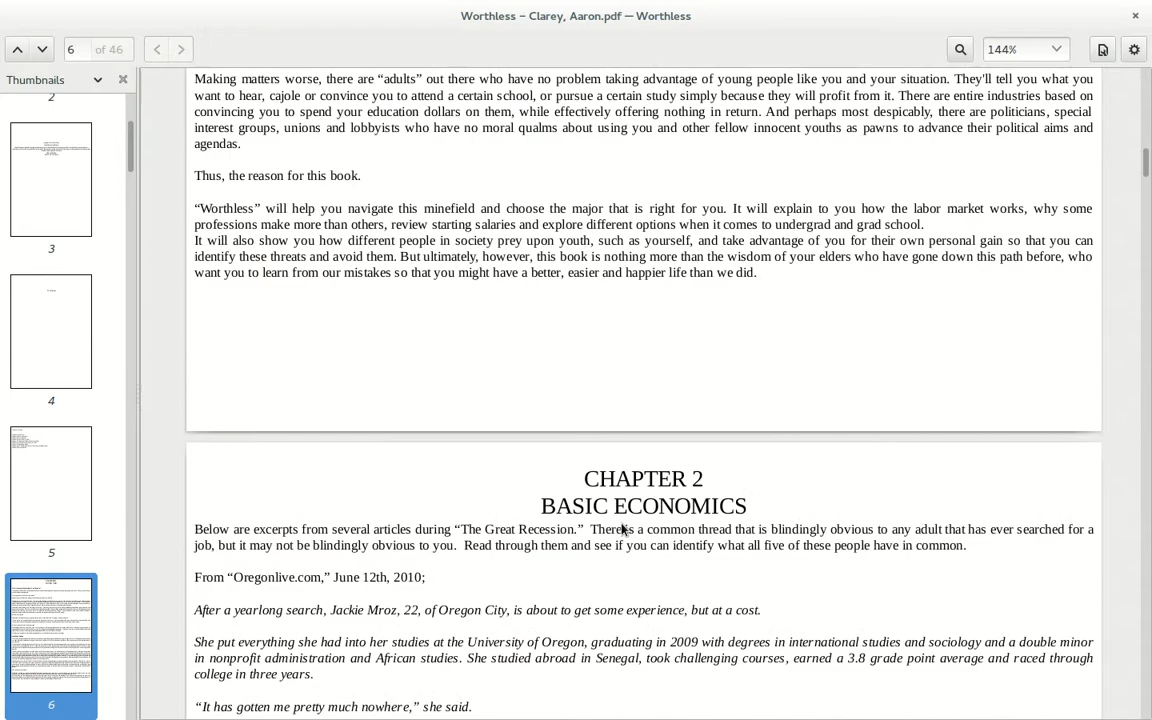 Worthless – Clarey, Aaron.pdf — Worthless
6 of 46
144%
Thumbnails
2
3
4
5
6
Making matters worse, there are “adults” out there who have no problem taking advantage of young people like you and your situation. They'll tell you what you
want to hear, cajole or convince you to attend a certain school, or pursue a certain study simply because they will profit from it. There are entire industries based on
convincing you to spend your education dollars on them, while effectively offering nothing in return. And perhaps most despicably, there are politicians, special
interest groups, unions and lobbyists who have no moral qualms about using you and other fellow innocent youths as pawns to advance their political aims and
agendas.
Thus, the reason for this book.
“Worthless” will help you navigate this minefield and choose the major that is right for you. It will explain to you how the labor market works, why some
professions make more than others, review starting salaries and explore different options when it comes to undergrad and grad school.
It will also show you how different people in society prey upon youth, such as yourself, and take advantage of you for their own personal gain so that you can
identify these threats and avoid them. But ultimately, however, this book is nothing more than the wisdom of your elders who have gone down this path before, who
want you to learn from our mistakes so that you might have a better, easier and happier life than we did.
CHAPTER 2
BASIC ECONOMICS
Below are excerpts from several articles during “The Great Recession.” There is a common thread that is blindingly obvious to any adult that has ever searched for a
job, but it may not be blindingly obvious to you. Read through them and see if you can identify what all five of these people have in common.
From “Oregonlive.com,” June 12th, 2010;
After a yearlong search, Jackie Mroz, 22, of Oregon City, is about to get some experience, but at a cost.
She put everything she had into her studies at the University of Oregon, graduating in 2009 with degrees in international studies and sociology and a double minor
in nonprofit administration and African studies. She studied abroad in Senegal, took challenging courses, earned a 3.8 grade point average and raced through
college in three years.
“It has gotten me pretty much nowhere,” she said.